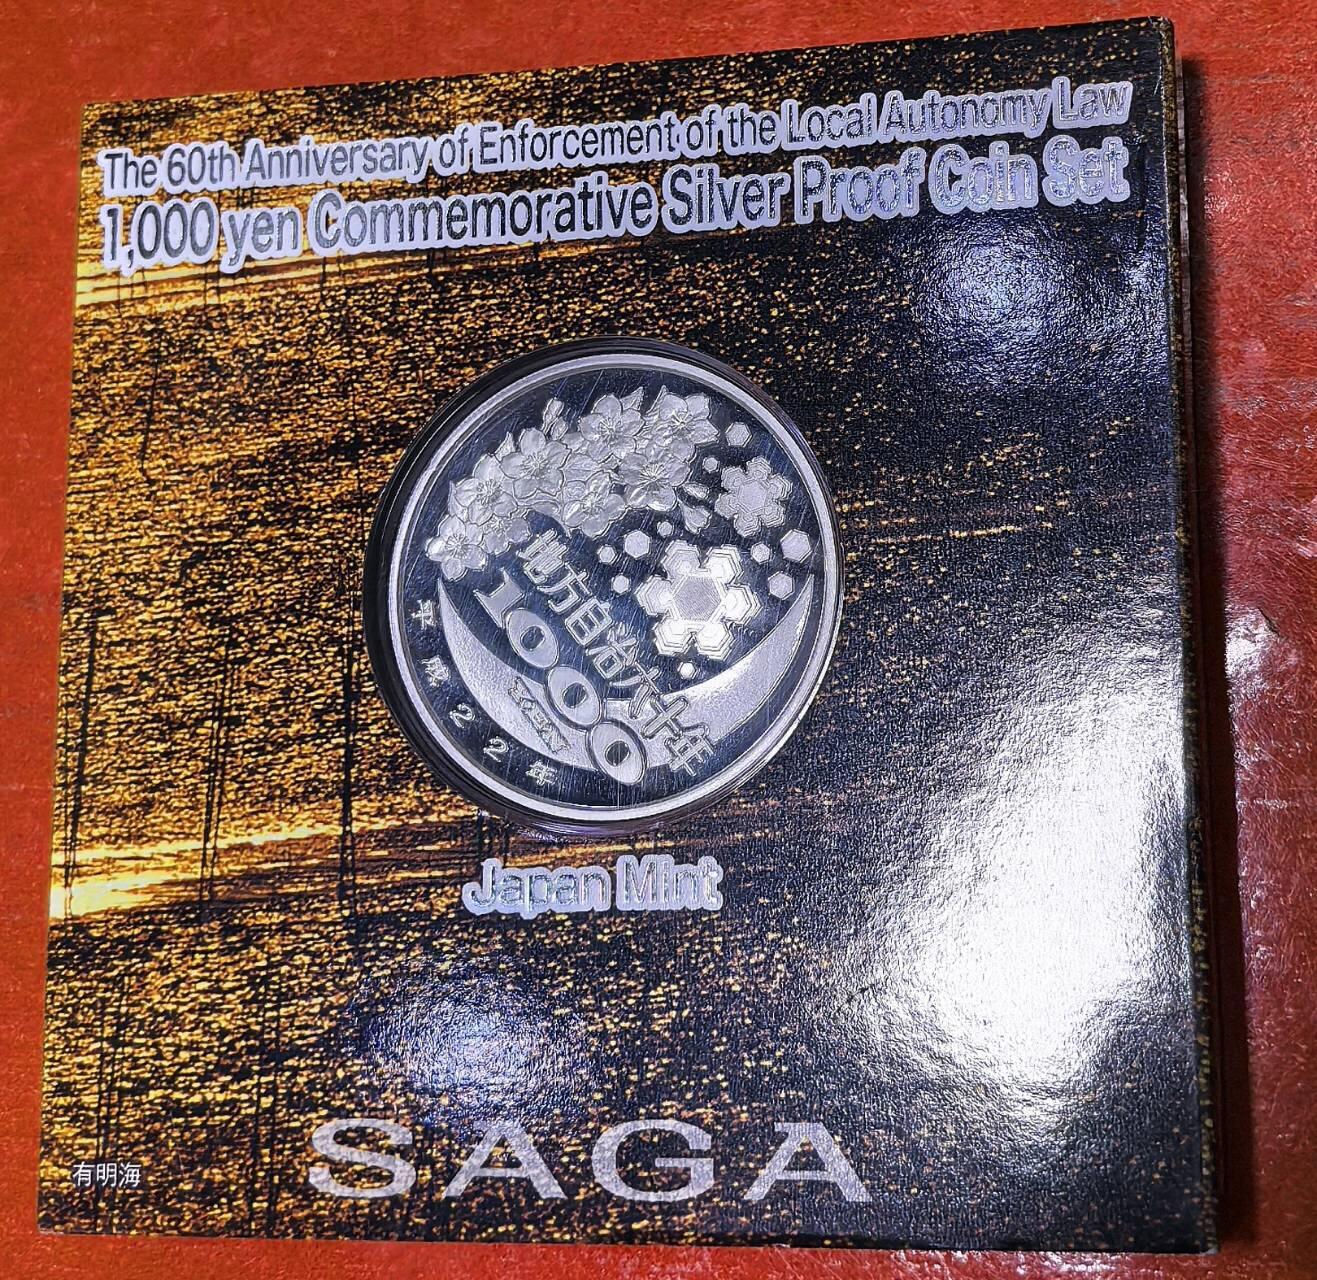 The 60th Anniversary of Enforcement of the Local Autonomy Law
1,000 yen Commemorative Silver Proof Coin Set
地方自治六十年
1000
YEN
平成22年
Japan Mint
SAGA
有明海